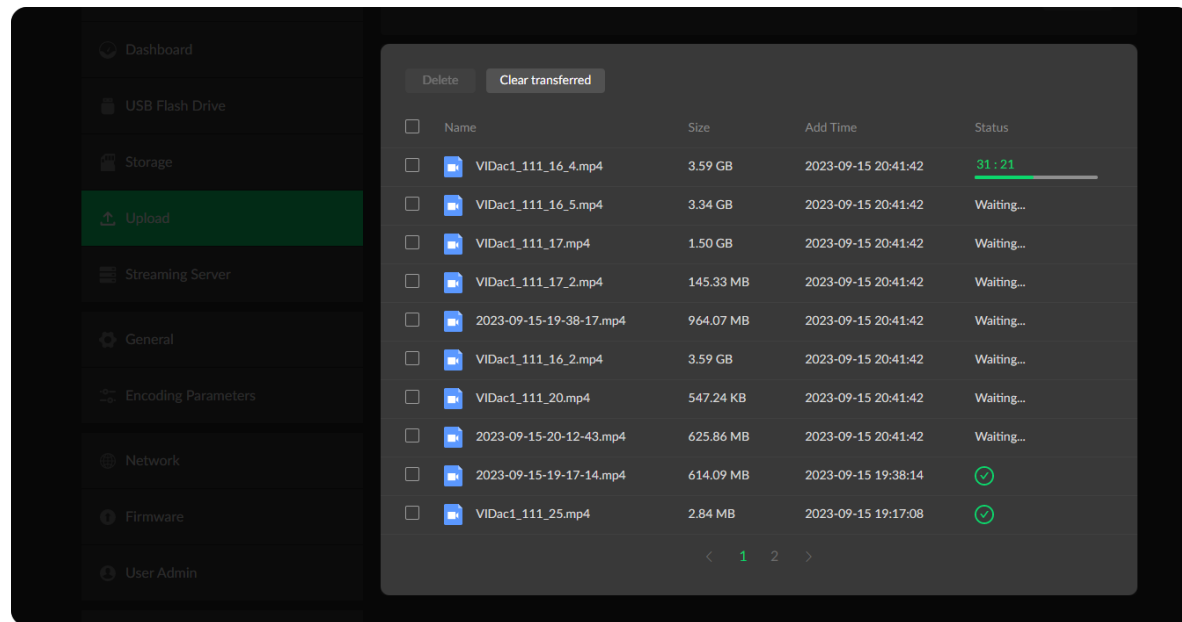 Dashboard
USB Flash Drive
Storage
Upload
Streaming Server
General
Encoding Parameters
Network
Firmware
User Admin
Delete Clear transferred
Name Size Add Time Status
VIDac1_111_16_4.mp4 3.59 GB 2023-09-15 20:41:42 31 : 21
VIDac1_111_16_5.mp4 3.34 GB 2023-09-15 20:41:42 Waiting...
VIDac1_111_17.mp4 1.50 GB 2023-09-15 20:41:42 Waiting...
VIDac1_111_17_2.mp4 145.33 MB 2023-09-15 20:41:42 Waiting...
2023-09-15-19-38-17.mp4 964.07 MB 2023-09-15 20:41:42 Waiting...
VIDac1_111_16_2.mp4 3.59 GB 2023-09-15 20:41:42 Waiting...
VIDac1_111_20.mp4 547.24 KB 2023-09-15 20:41:42 Waiting...
2023-09-15-20-12-43.mp4 625.86 MB 2023-09-15 20:41:42 Waiting...
2023-09-15-19-17-14.mp4 614.09 MB 2023-09-15 19:38:14
VIDac1_111_25.mp4 2.84 MB 2023-09-15 19:17:08
< 1 2 >